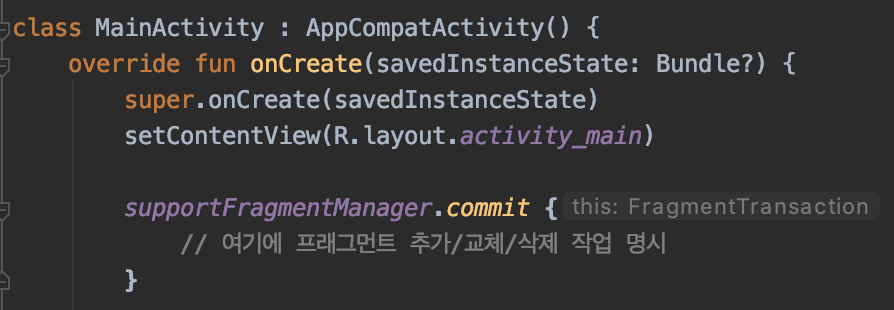 class MainActivity : AppCompatActivity() {
    override fun onCreate(savedInstanceState: Bundle?) {
        super.onCreate(savedInstanceState)
        setContentView(R.layout.activity_main)

        supportFragmentManager.commit { this: FragmentTransaction
            // 여기에 프래그먼트 추가/교체/삭제 작업 명시
        }